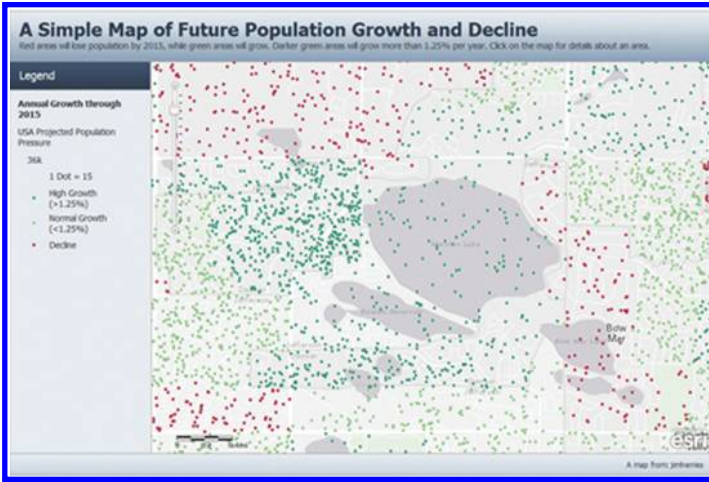 A Simple Map of Future Population Growth and Decline
Red areas will lose population by 2015, while green areas will grow. Darker green areas will grow more than 1.25% per year. Click on the map for details about an area.
Legend
Annual Growth through
2015
USA Projected Population
Pressure
36k
1 Dot = 15
High Growth
(>1.25%)
Normal Growth
(<1.25%)
Decline
Bow
Mar
esri
A map from: jimherries